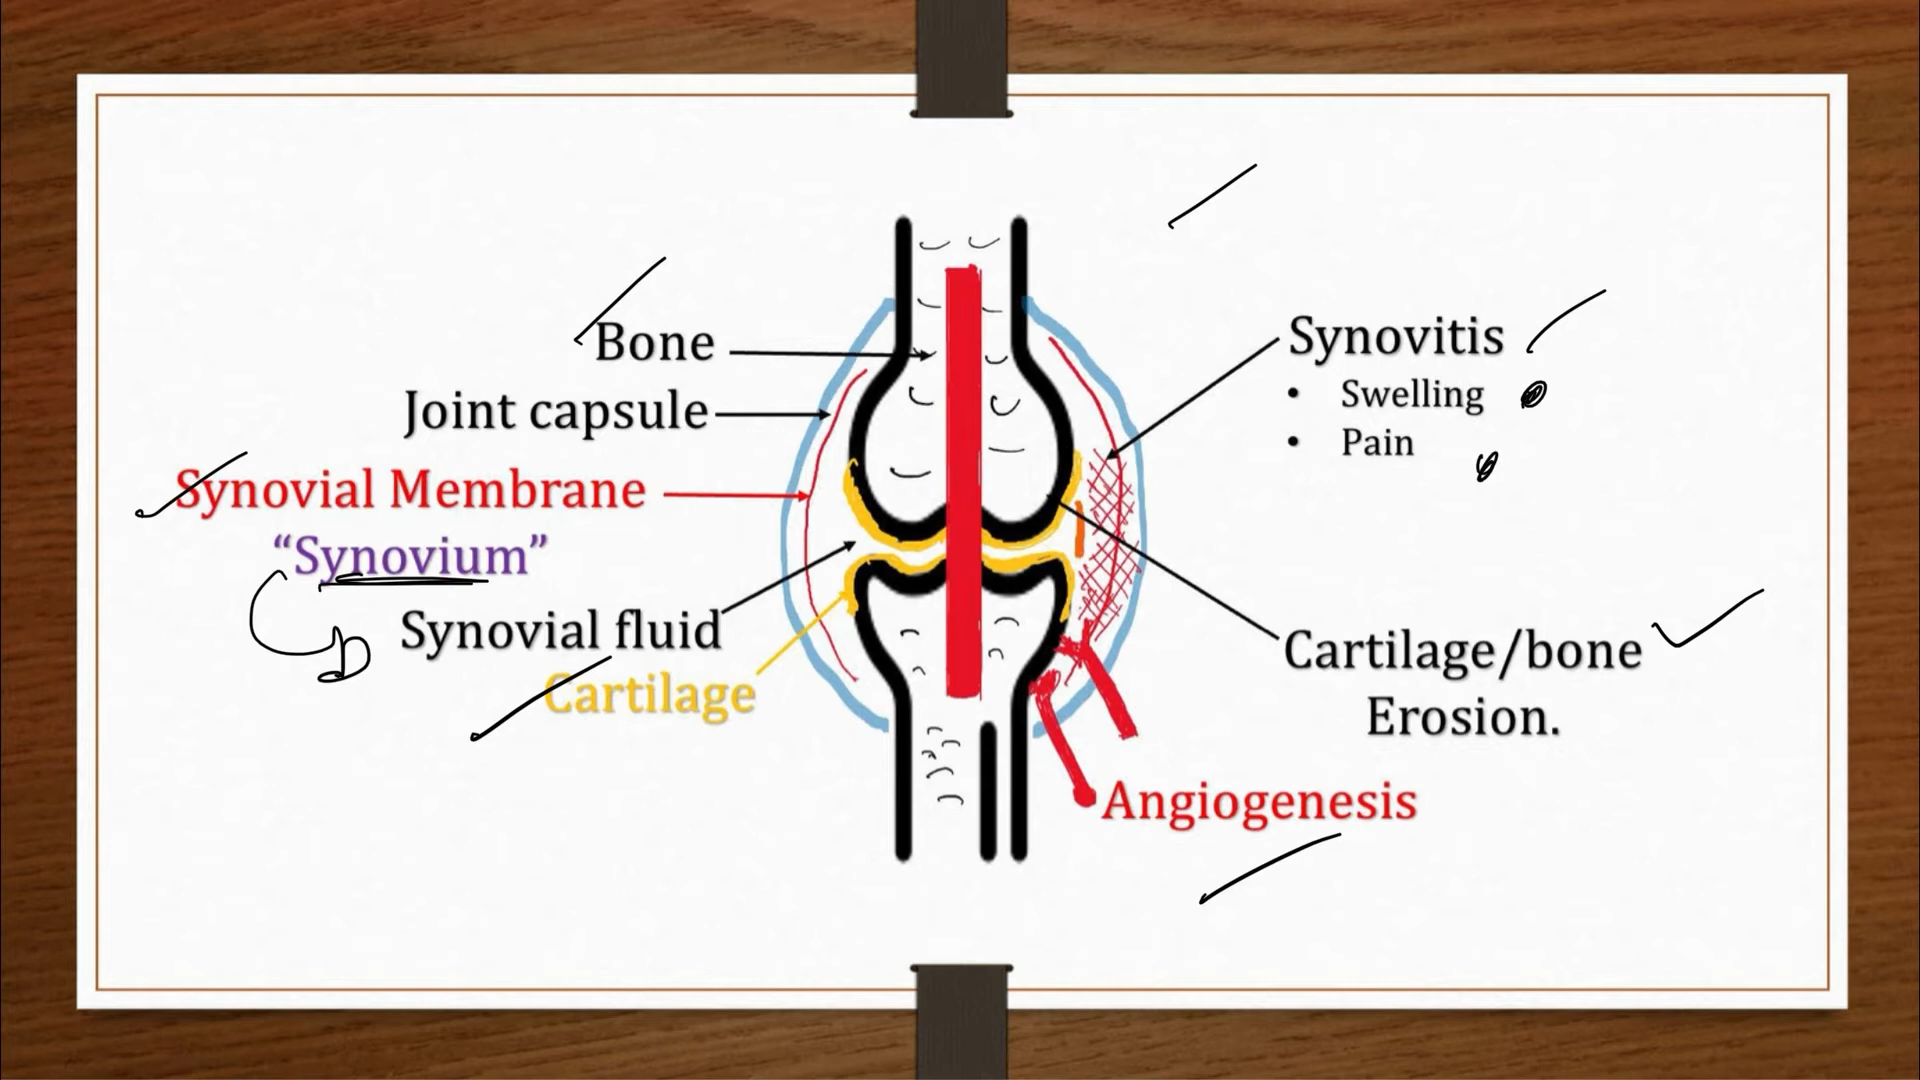 Bone
Joint capsule
Synovial Membrane
“Synovium”
Synovial fluid
Cartilage
Synovitis
• Swelling
• Pain
Cartilage/bone
Erosion.
Angiogenesis